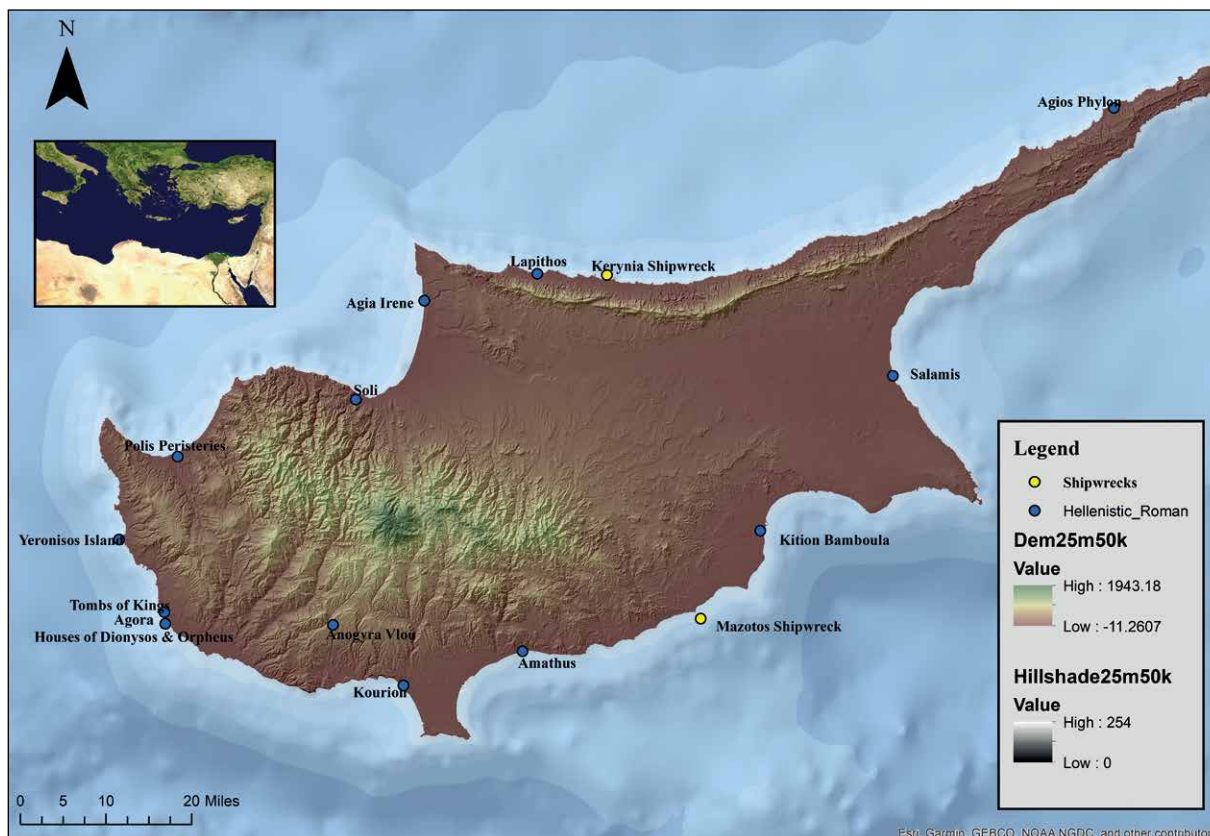 N
Agios Phylon
Lapithos
Kerynia Shipwreck
Agia Irene
Salamis
Soli
Polis Peristeries
Yeronisos Island
Kition Bamboula
Tombs of Kings
Agora
Houses of Dionysos & Orpheus
Anogyra Vlou
Mazotos Shipwreck
Amathus
Kourion
Legend
Shipwrecks
Hellenistic_Roman
Dem25m50k
Value
High : 1943.18
Low : -11.2607
Hillshade25m50k
Value
High : 254
Low : 0
0 5 10 20 Miles
Esri, Garmin, GEBCO, NOAA NGDC, and other contributor